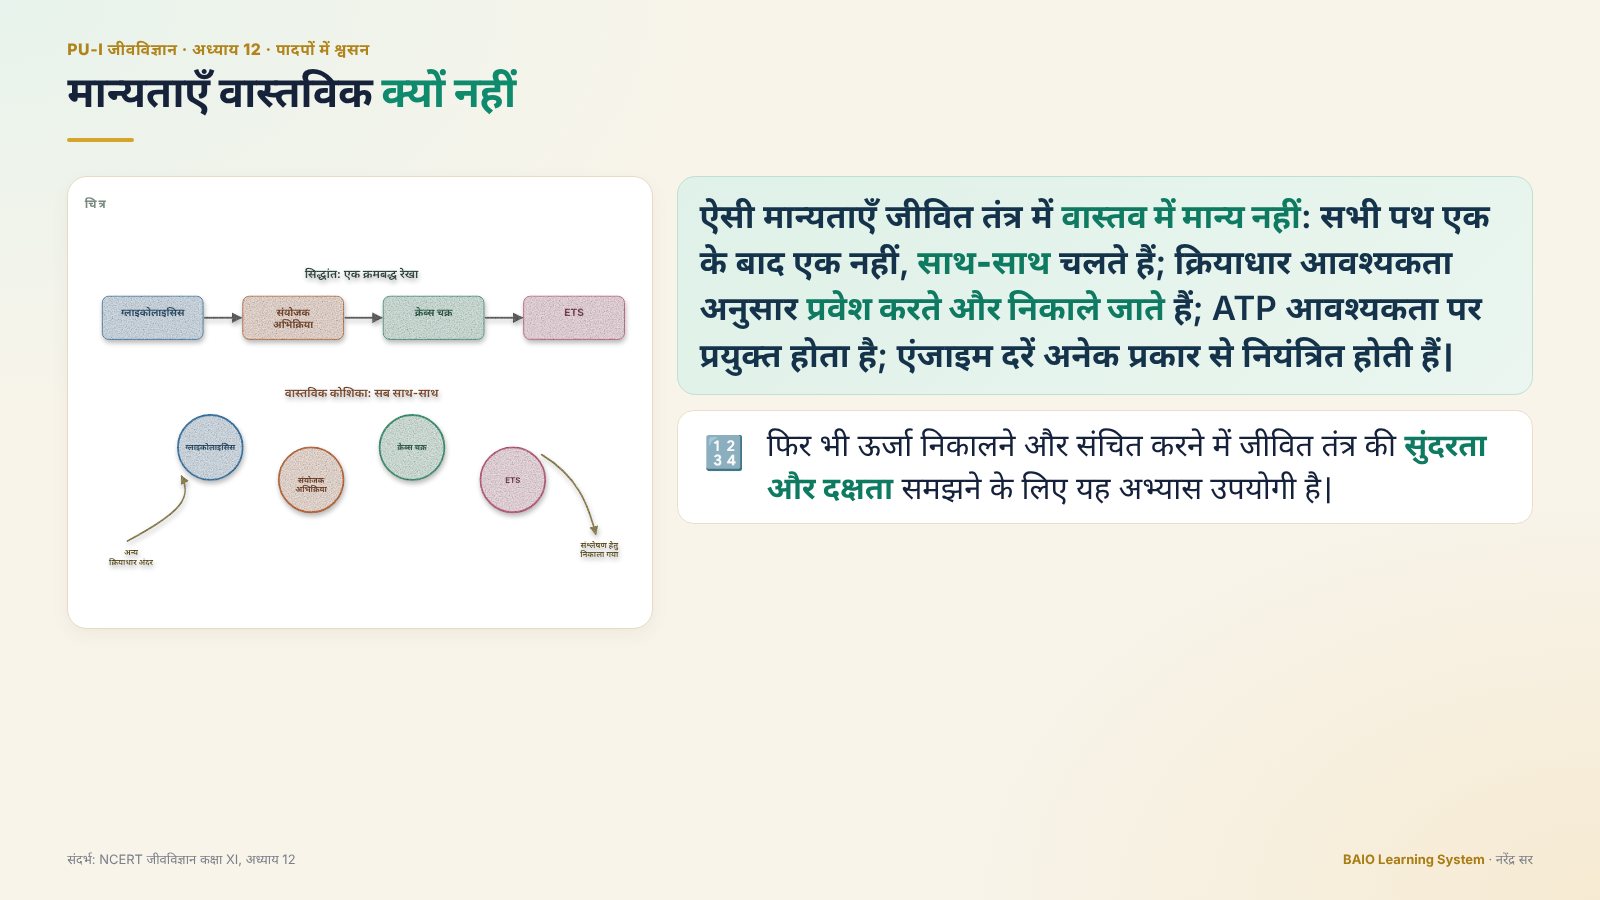 PU-I जीवविज्ञान · अध्याय 12 · पादपों में श्वसन
मान्यताएँ वास्तविक क्यों नहीं
चित्र
सिद्धांत: एक क्रमबद्ध रेखा
ग्लाइकोलाइसिस
संयोजक
अभिक्रिया
क्रेब्स चक्र
ETS
वास्तविक कोशिका: सब साथ-साथ
ग्लाइकोलाइसिस
संयोजक
अभिक्रिया
क्रेब्स चक्र
ETS
अन्य
क्रियाधार अंदर
संश्लेषण हेतु
निकाला गया
ऐसी मान्यताएँ जीवित तंत्र में वास्तव में मान्य नहीं: सभी पथ एक
के बाद एक नहीं, साथ-साथ चलते हैं; क्रियाधार आवश्यकता
अनुसार प्रवेश करते और निकाले जाते हैं; ATP आवश्यकता पर
प्रयुक्त होता है; एंजाइम दरें अनेक प्रकार से नियंत्रित होती हैं|
1 2
3 4
फिर भी ऊर्जा निकालने और संचित करने में जीवित तंत्र की सुंदरता
और दक्षता समझने के लिए यह अभ्यास उपयोगी है|
संदर्भ: NCERT जीवविज्ञान कक्षा XI, अध्याय 12
BAIO Learning System · नरेंद्र सर